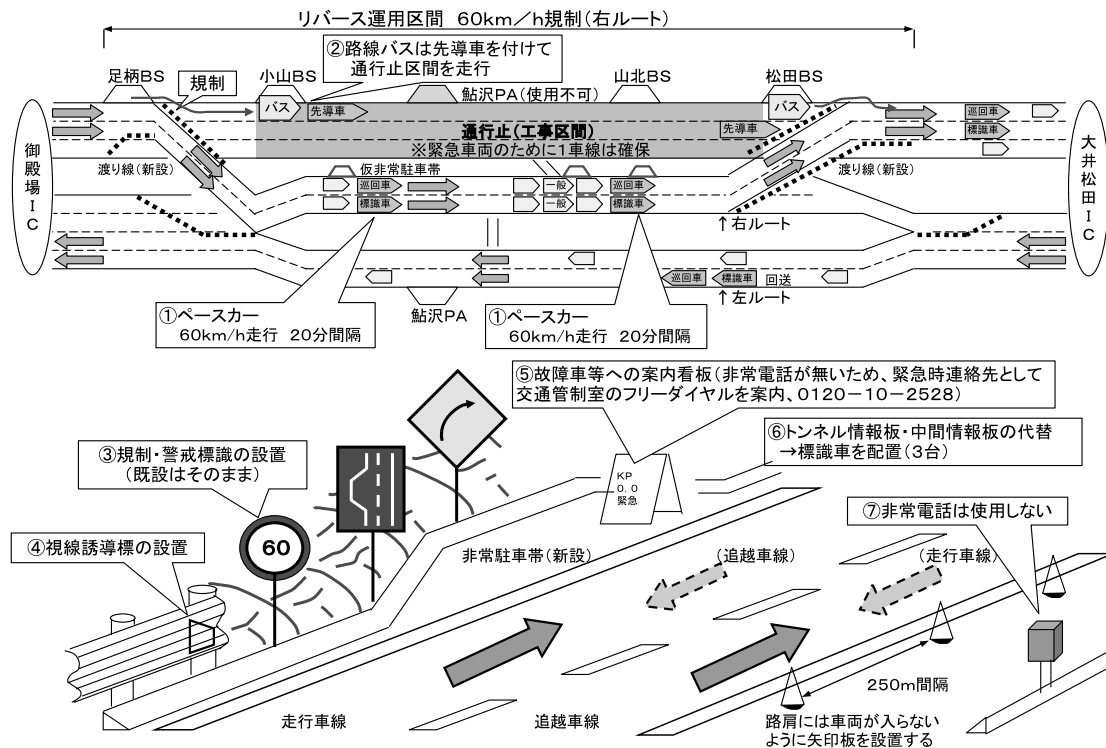 リバース運用区間 60km/h規制(右ルート)
②路線バスは先導車を付けて
通行止区間を走行
足柄BS
規制
小山BS
山北BS
松田BS
鮎沢PA(使用不可)
バス
先導車
バス
巡回車
標識車
通行止(工事区間)
先導車
※緊急車両のために1車線は確保
御殿場IC
大井松田IC
渡り線(新設)
渡り線(新設)
仮非常駐車帯
巡回車
標識車
一般
一般
巡回車
標識車
↑右ルート
巡回車
標識車
回送
↑左ルート
鮎沢PA
①ペースカー
60km/h走行 20分間隔
①ペースカー
60km/h走行 20分間隔
⑤故障車等への案内看板(非常電話が無いため、緊急時連絡先として
交通管制室のフリーダイヤルを案内、0120-10-2528)
③規制・警戒標識の設置
(既設はそのまま)
⑥トンネル情報板・中間情報板の代替
→標識車を配置(3台)
KP
0.0
緊急
⑦非常電話は使用しない
④視線誘導標の設置
60
非常駐車帯(新設)
(追越車線)
(走行車線)
250m間隔
走行車線
追越車線
路肩には車両が入らない
ように矢印板を設置する